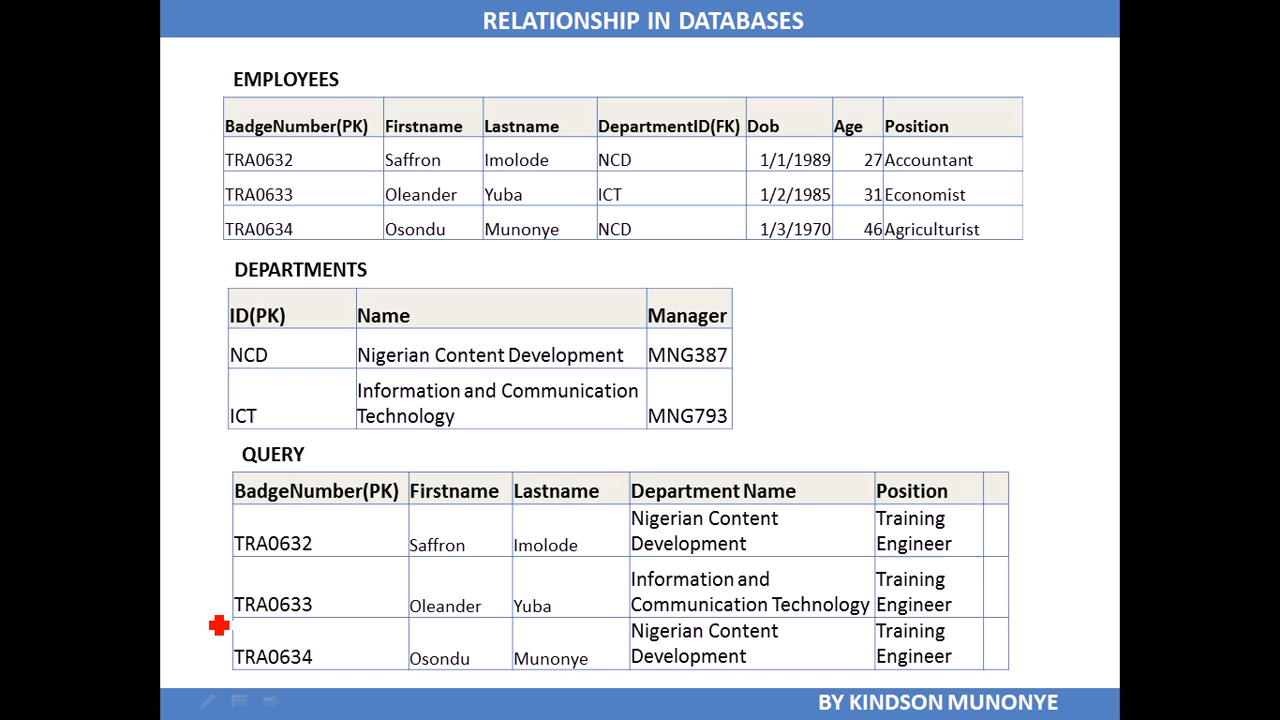 RELATIONSHIP IN DATABASES
EMPLOYEES
BadgeNumber(PK) Firstname Lastname DepartmentID(FK) Dob Age Position
TRA0632 Saffron Imolode NCD 1/1/1989 27 Accountant
TRA0633 Oleander Yuba ICT 1/2/1985 31 Economist
TRA0634 Osondu Munonye NCD 1/3/1970 46 Agriculturist
DEPARTMENTS
ID(PK) Name Manager
NCD Nigerian Content Development MNG387
Information and Communication
ICT Technology MNG793
QUERY
BadgeNumber(PK) Firstname Lastname Department Name Position
Nigerian Content Training
TRA0632 Saffron Imolode Development Engineer
Information and Training
TRA0633 Oleander Yuba Communication Technology Engineer
Nigerian Content Training
TRA0634 Osondu Munonye Development Engineer
BY KINDSON MUNONYE